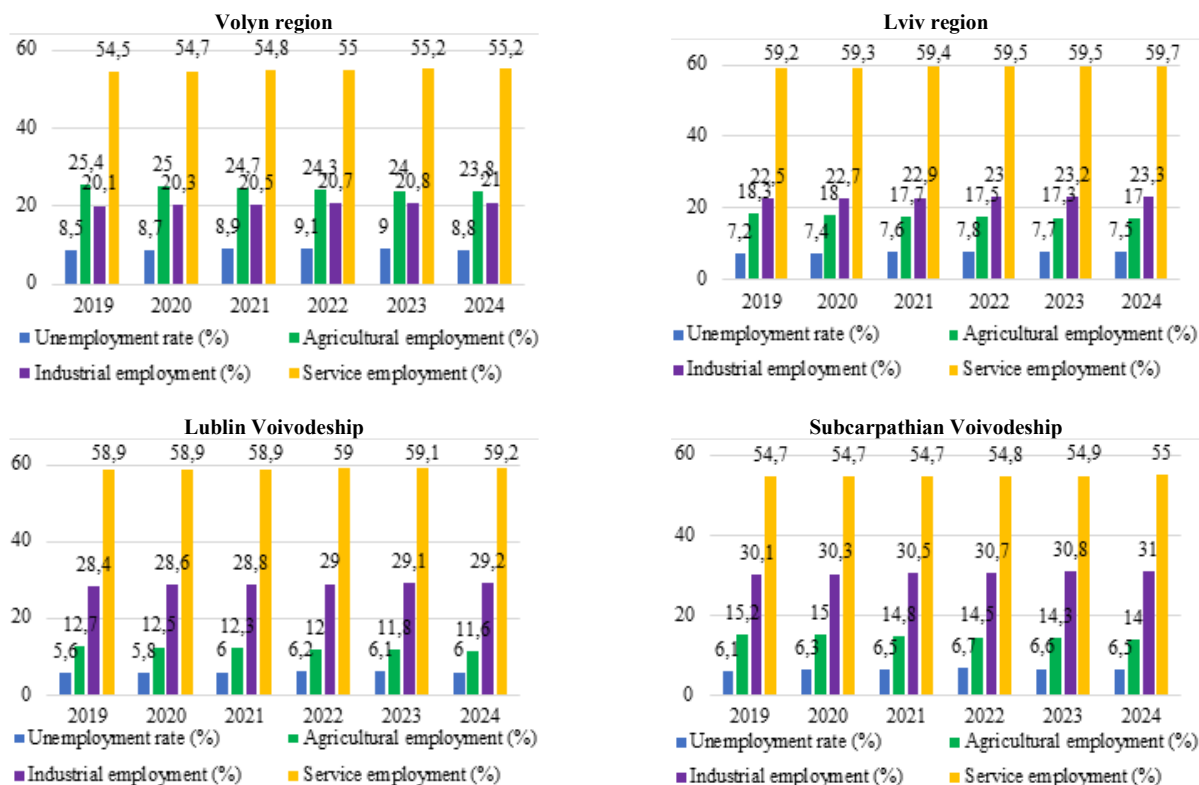 Volyn region
60
54,5 54,7 54,8 55 55,2 55,2
40
25,4 25 24,7 24,3 24 23,8
20,1 20,3 20,5 20,7 20,8 21
20
8,5 8,7 8,9 9,1 9 8,8
0
2019 2020 2021 2022 2023 2024
Unemployment rate (%) Agricultural employment (%)
Industrial employment (%) Service employment (%)
Lviv region
59,2 59,3 59,4 59,5 59,5 59,7
60
40
22,5 22,7 22,9 23 23,2 23,3
18,3 18 17,7 17,5 17,3 17
20
7,2 7,4 7,6 7,8 7,7 7,5
0
2019 2020 2021 2022 2023 2024
Unemployment rate (%) Agricultural employment (%)
Industrial employment (%) Service employment (%)
Lublin Voivodeship
58,9 58,9 58,9 59 59,1 59,2
60
40
28,4 28,6 28,8 29 29,1 29,2
20
12,7 12,5 12,3 12 11,8 11,6
5,6 5,8 6 6,2 6,1 6
0
2019 2020 2021 2022 2023 2024
Unemployment rate (%) Agricultural employment (%)
Industrial employment (%) Service employment (%)
Subcarpathian Voivodeship
60
54,7 54,7 54,7 54,8 54,9 55
40
30,1 30,3 30,5 30,7 30,8 31
20
15,2 15 14,8 14,5 14,3 14
6,1 6,3 6,5 6,7 6,6 6,5
0
2019 2020 2021 2022 2023 2024
Unemployment rate (%) Agricultural employment (%)
Industrial employment (%) Service employment (%)